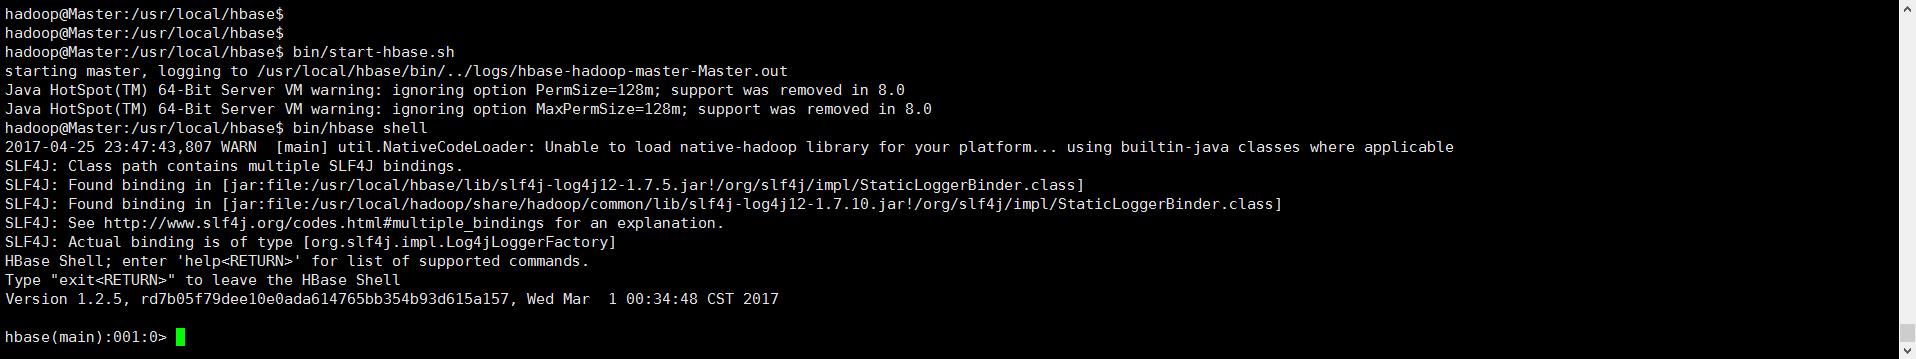 hadoop@Master:/usr/local/hbase$
hadoop@Master:/usr/local/hbase$
hadoop@Master:/usr/local/hbase$ bin/start-hbase.sh
starting master, logging to /usr/local/hbase/bin/../logs/hbase-hadoop-master-Master.out
Java HotSpot(TM) 64-Bit Server VM warning: ignoring option PermSize=128m; support was removed in 8.0
Java HotSpot(TM) 64-Bit Server VM warning: ignoring option MaxPermSize=128m; support was removed in 8.0
hadoop@Master:/usr/local/hbase$ bin/hbase shell
2017-04-25 23:47:43,807 WARN  [main] util.NativeCodeLoader: Unable to load native-hadoop library for your platform... using builtin-java classes where applicable
SLF4J: Class path contains multiple SLF4J bindings.
SLF4J: Found binding in [jar:file:/usr/local/hbase/lib/slf4j-log4j12-1.7.5.jar!/org/slf4j/impl/StaticLoggerBinder.class]
SLF4J: Found binding in [jar:file:/usr/local/hadoop/share/hadoop/common/lib/slf4j-log4j12-1.7.10.jar!/org/slf4j/impl/StaticLoggerBinder.class]
SLF4J: See http://www.slf4j.org/codes.html#multiple_bindings for an explanation.
SLF4J: Actual binding is of type [org.slf4j.impl.Log4jLoggerFactory]
HBase Shell; enter 'help<RETURN>' for list of supported commands.
Type "exit<RETURN>" to leave the HBase Shell
Version 1.2.5, rd7b05f79dee10e0ada614765bb354b93d615a157, Wed Mar  1 00:34:48 CST 2017
hbase(main):001:0>